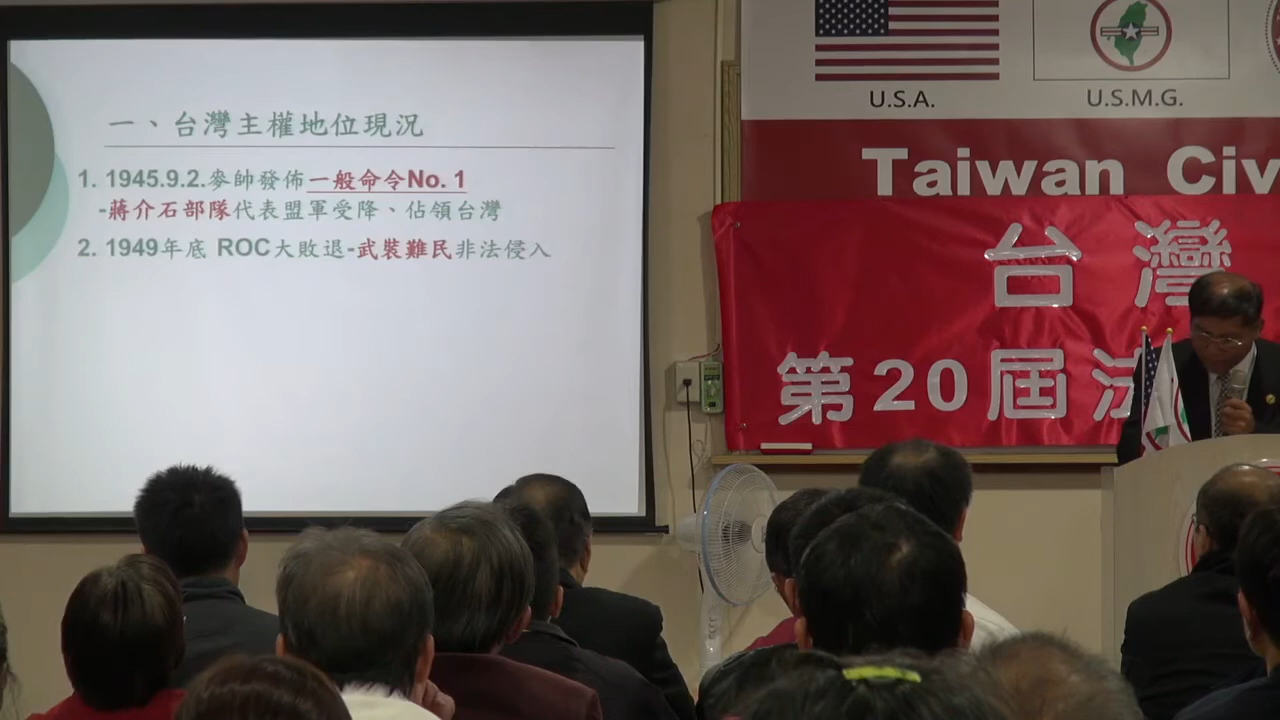 一、台灣主權地位現況
1. 1945.9.2.麥帥發佈一般命令No. 1
-蔣介石部隊代表盟軍受降、佔領台灣
2. 1949年底 ROC大敗退-武裝難民非法侵入
U.S.A.
U.S.M.G.
Taiwan Civ
台灣
第20屆法